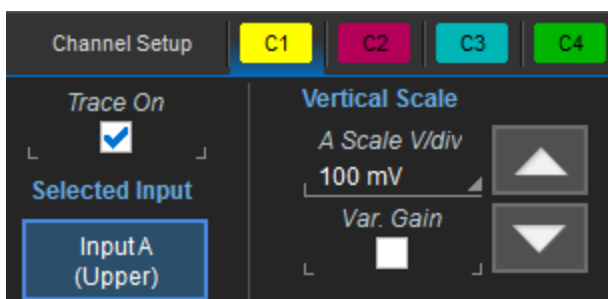 Channel Setup C1 C2 C3 C4
Trace On
Vertical Scale
A Scale V/div
100 mV
Selected Input
Var. Gain
Input A
(Upper)